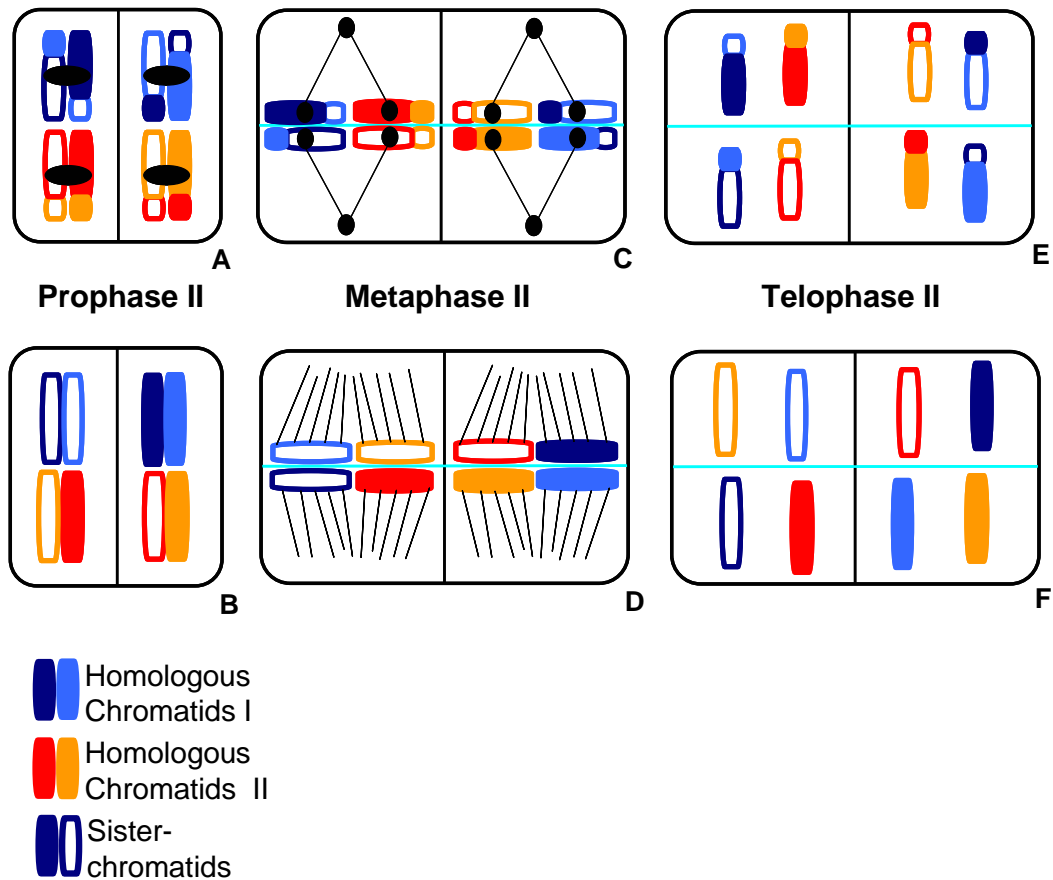 A
C
E
Prophase II
Metaphase II
Telophase II
B
D
F
Homologous
Chromatids I
Homologous
Chromatids II
Sister-
chromatids